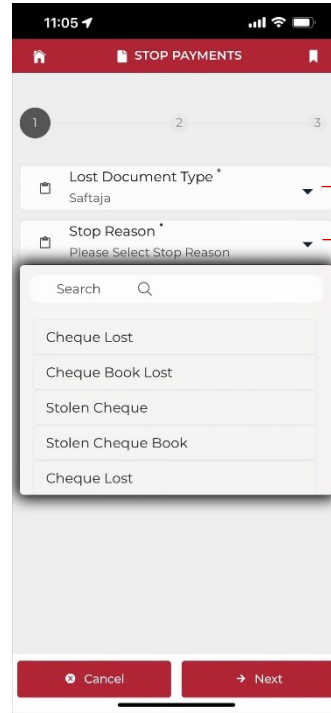 11:05
STOP PAYMENTS
1 2 3
Lost Document Type *
Saftaja
Stop Reason *
Please Select Stop Reason
Search
Cheque Lost
Cheque Book Lost
Stolen Cheque
Stolen Cheque Book
Cheque Lost
Cancel Next